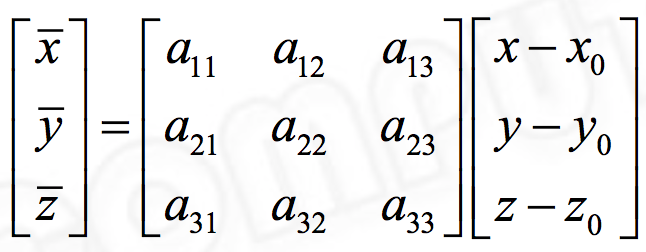 x̅ a₁₁ a₁₂ a₁₃ x − x₀
y̅ = a₂₁ a₂₂ a₂₃ y − y₀
z̅ a₃₁ a₃₂ a₃₃ z − z₀